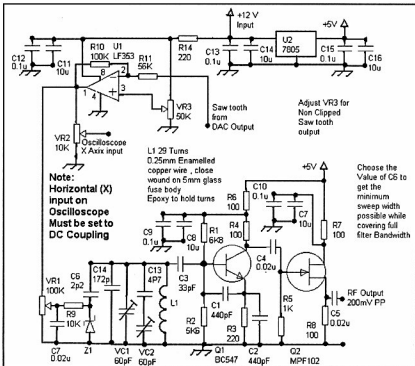 +12 V
Input
+5V
U2
7805
C12
0.1u
C11
10u
R10
100K
U1
LF353
R11
56K
R14
220
C13
0.1u
C14
10u
C15
0.1u
C16
10u
8
2
1
3
4
VR2
10K
Oscilloscope
X Axix input
VR3
50K
Saw tooth
from
DAC Output
Adjust VR3 for
Non Clipped
Saw tooth
output
Note:
Horizontal (X)
input on
Oscilloscope
Must be set to
DC Coupling
L1 29 Turns
0.25mm Enamelled
copper wire , close
wound on 5mm glass
fuse body
Epoxy to hold turns
+5V
Choose the
Value of C6 to
get the
minimum
sweep width
possible while
covering full
filter Bandwidth
R6
100
C10
0.1u
C7
10u
R7
100
C9
0.1u
C8
10u
R1
6K8
R4
100
C4
0.02u
VR1
100K
C6
2p2
C14
172p
C13
4P7
C3
33pF
L1
R9
10K
C7
0.02u
Z1
VC1
60pF
VC2
60pF
R2
5K6
C1
440pF
R3
220
Q1
BC547
C2
440pF
R5
1K
Q2
MPF102
R8
100
C5
0.02u
RF Output
200mV PP